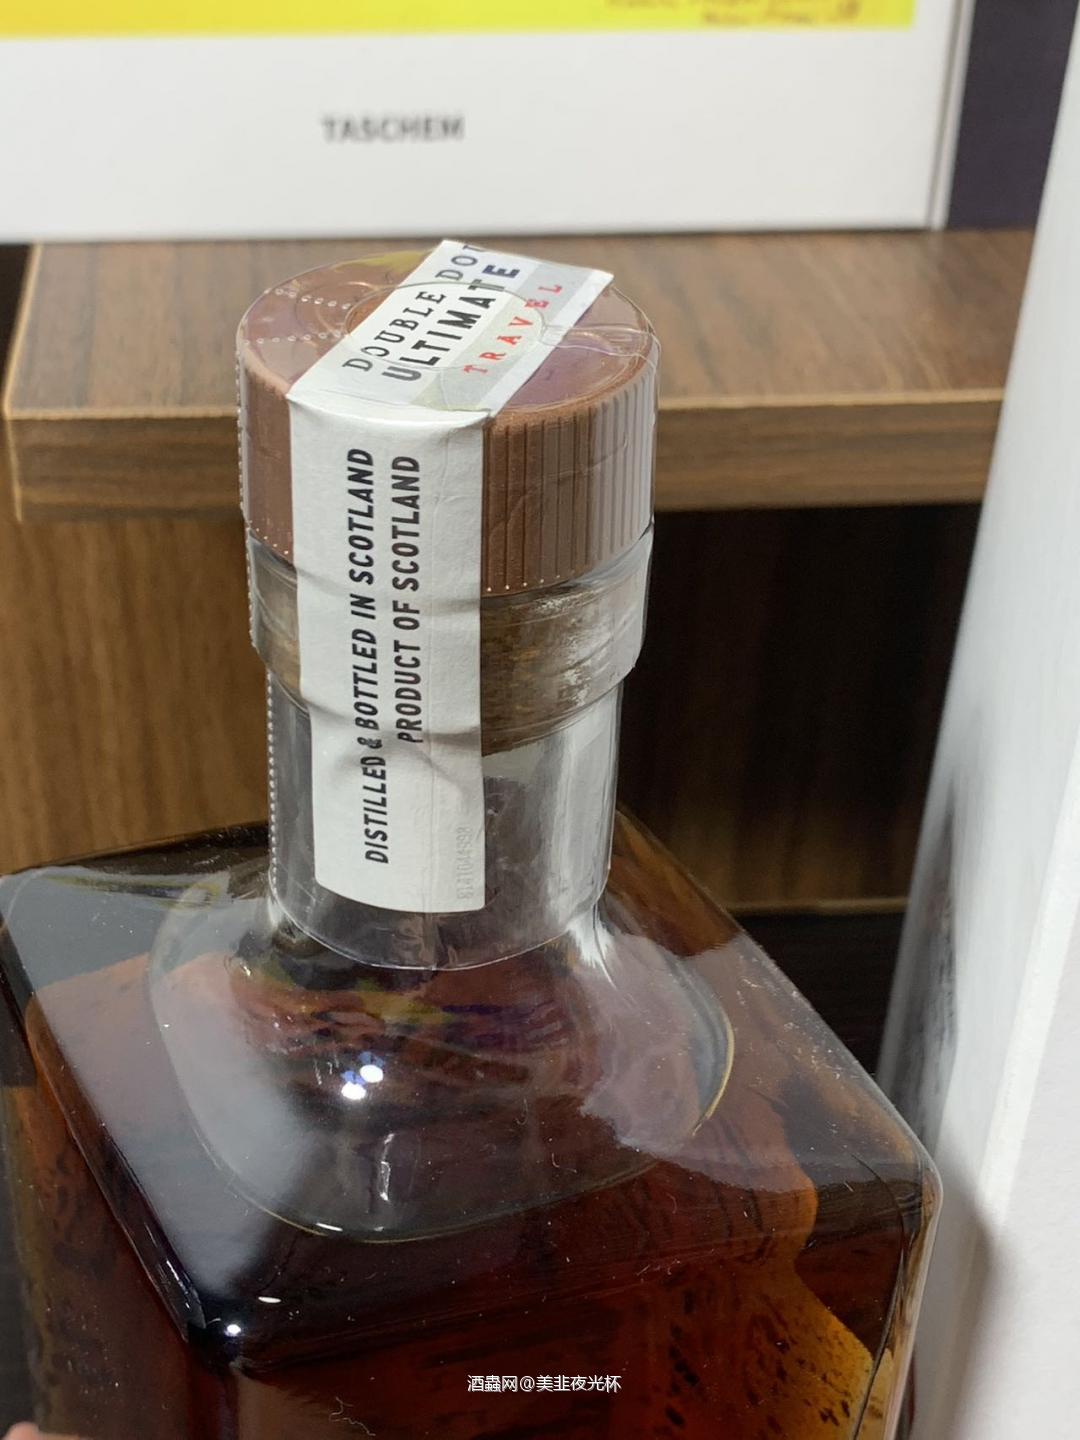 TASCHEN
DOUBLE DO
ULTIMATE
TRAVEL
DISTILLED & BOTTLED IN SCOTLAND
PRODUCT OF SCOTLAND
酒蟲网@美韭夜光杯